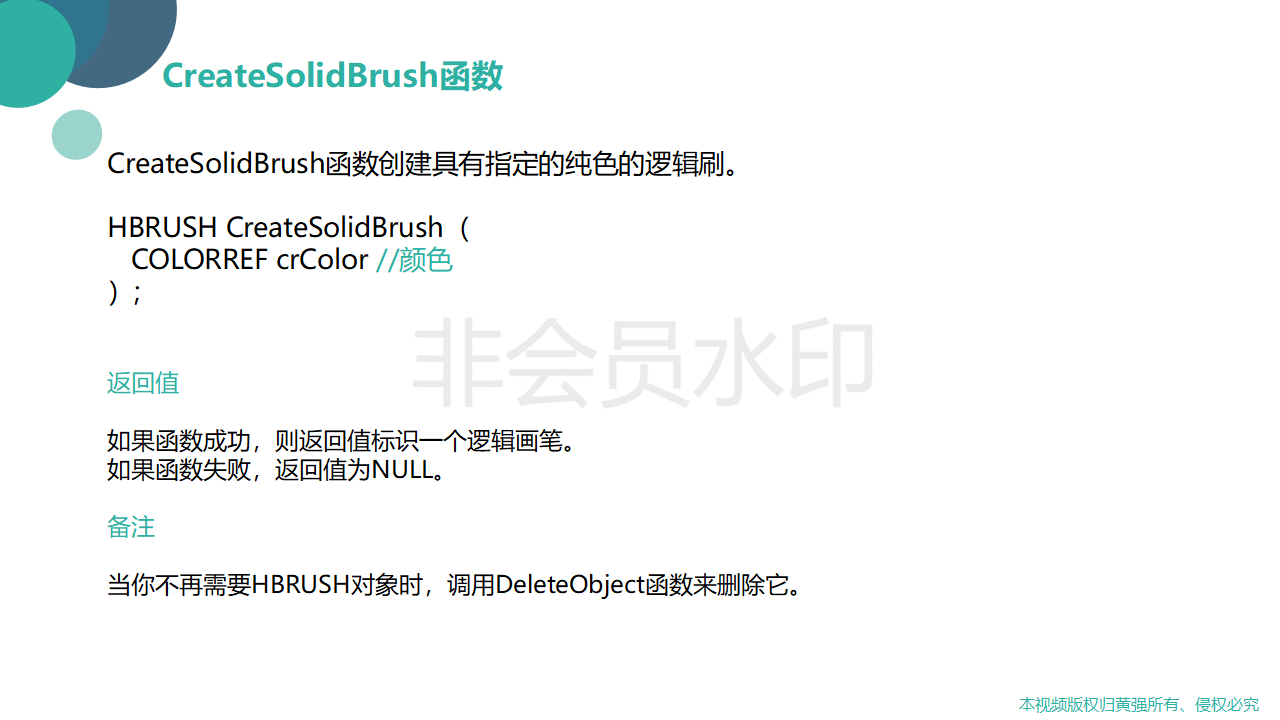 CreateSolidBrush函数
CreateSolidBrush函数创建具有指定的纯色的逻辑刷。
HBRUSH CreateSolidBrush（
COLORREF crColor //颜色
）;
非会员水印
返回值
如果函数成功，则返回值标识一个逻辑画笔。
如果函数失败，返回值为NULL。
备注
当你不再需要HBRUSH对象时，调用DeleteObject函数来删除它。
本视频版权归黄强所有、侵权必究